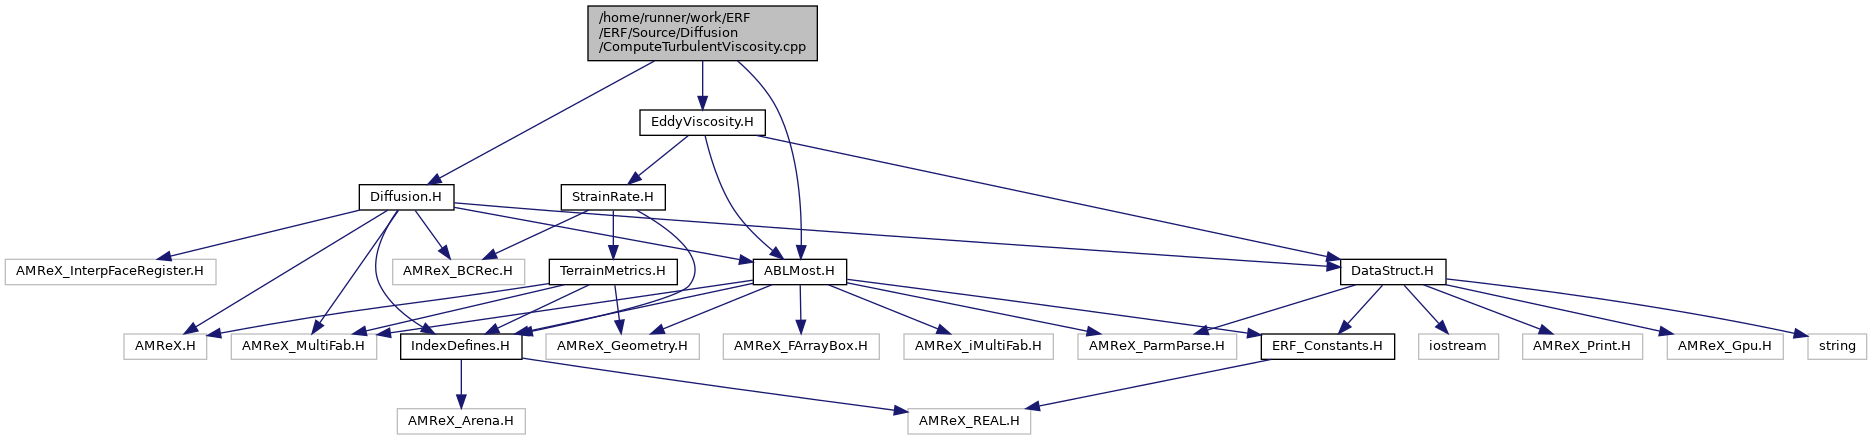 /home/runner/work/ERF
/ERF/Source/Diffusion
/ComputeTurbulentViscosity.cpp
EddyViscosity.H
Diffusion.H
StrainRate.H
AMReX_InterpFaceRegister.H
AMReX_BCRec.H
TerrainMetrics.H
ABLMost.H
DataStruct.H
AMReX.H
AMReX_MultiFab.H
IndexDefines.H
AMReX_Geometry.H
AMReX_FArrayBox.H
AMReX_iMultiFab.H
AMReX_ParmParse.H
ERF_Constants.H
iostream
AMReX_Print.H
AMReX_Gpu.H
string
AMReX_Arena.H
AMReX_REAL.H